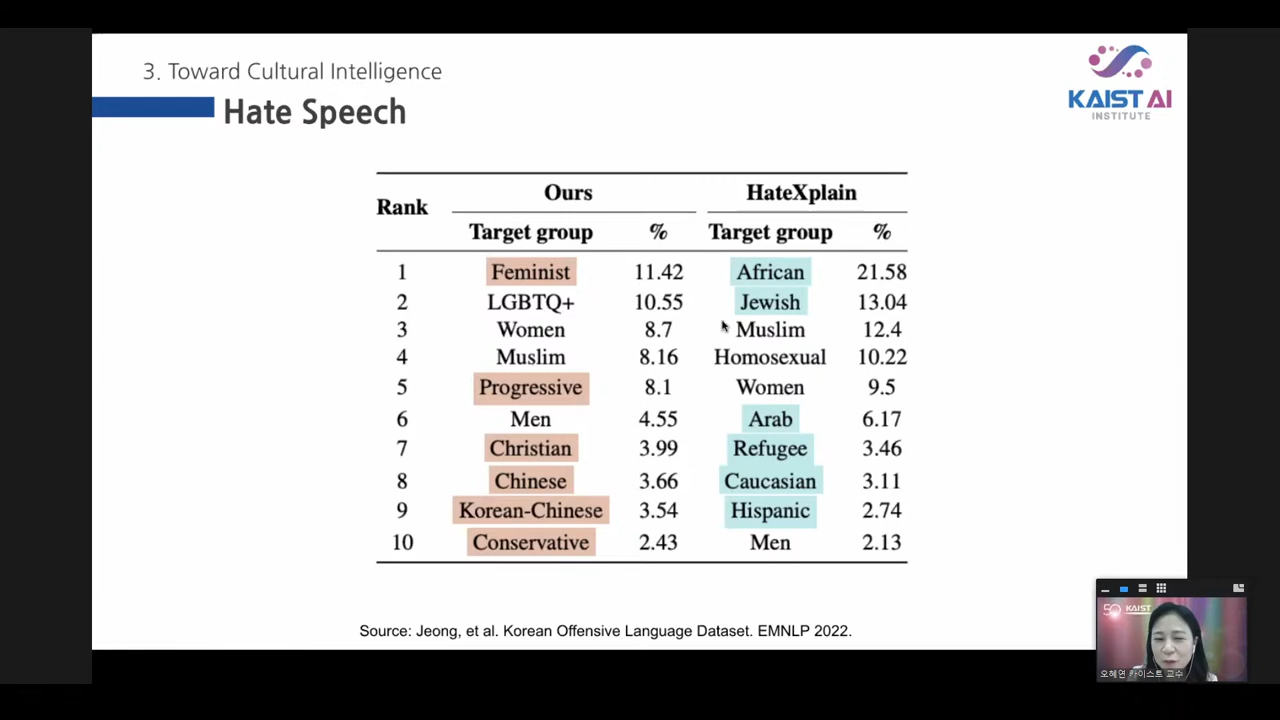 3. Toward Cultural Intelligence
Hate Speech
KAIST AI
INSTITUTE
Rank Ours HateXplain
Target group % Target group %
1 Feminist 11.42 African 21.58
2 LGBTQ+ 10.55 Jewish 13.04
3 Women 8.7 Muslim 12.4
4 Muslim 8.16 Homosexual 10.22
5 Progressive 8.1 Women 9.5
6 Men 4.55 Arab 6.17
7 Christian 3.99 Refugee 3.46
8 Chinese 3.66 Caucasian 3.11
9 Korean-Chinese 3.54 Hispanic 2.74
10 Conservative 2.43 Men 2.13
Source: Jeong, et al. Korean Offensive Language Dataset. EMNLP 2022.
50 KAIST
오혜연 카이스트 교수